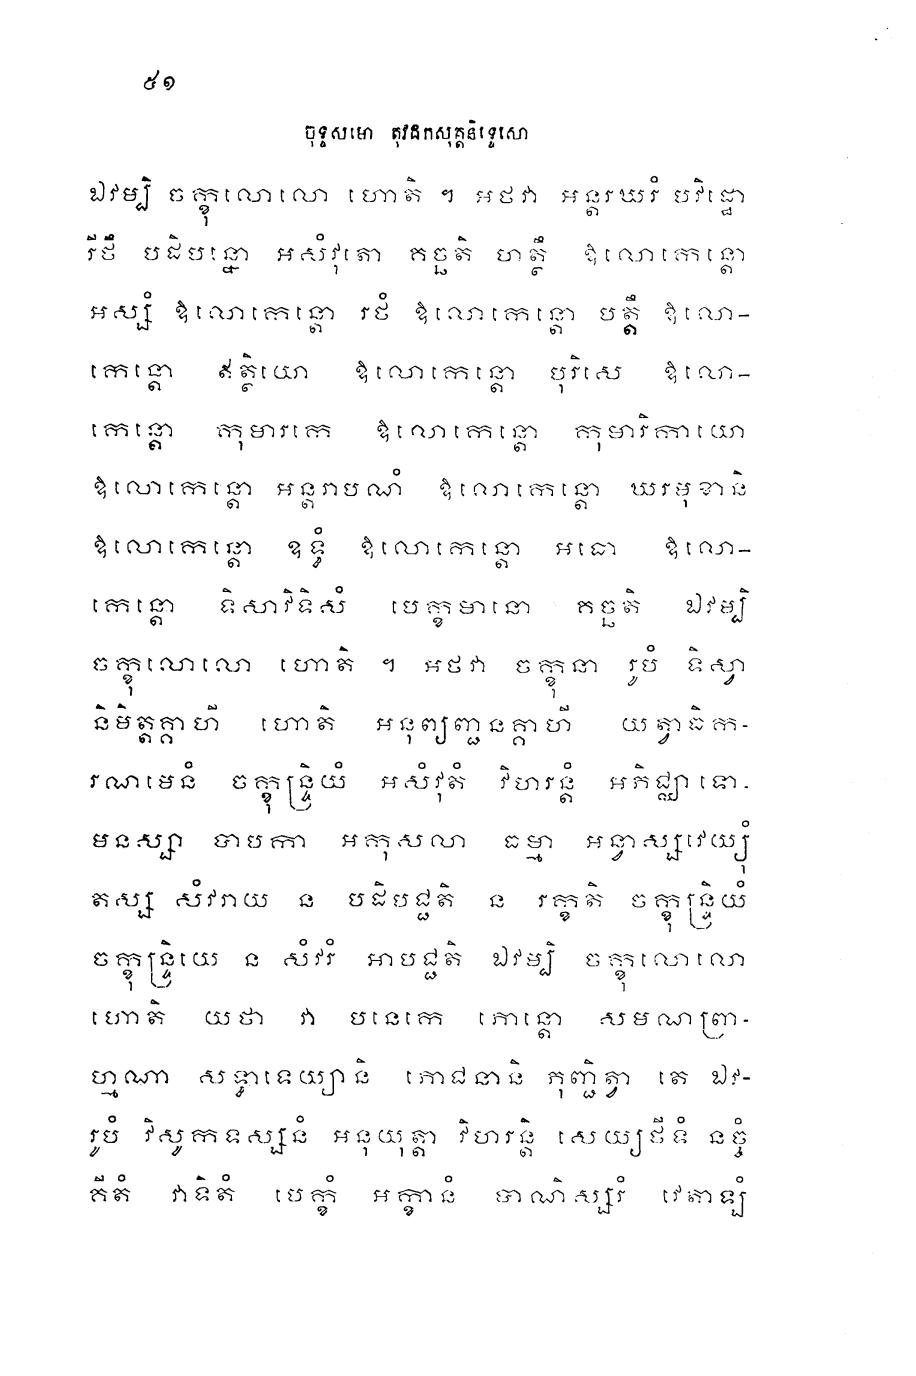 ៥១
ចុទ្ទសមោ តុវដកសុត្តនិទ្ទេសោ
ឯវម្បិ ចក្ខុលោលោ ហោតិ ។ អថវា អន្តរឃរំ បវិដ្ឋោ
វីថឹ បដិបន្នោ អសំវុតោ គច្ឆតិ ហត្ថឹ ឱលោកេន្តោ
អស្សំ ឱលោកេន្តោ រថំ ឱលោកេន្តោ បត្តឹ ឱលោ-
កេន្តោ ឥត្ថិយោ ឱលោកេន្តោ បុរិសេ ឱលោ-
កេន្តោ កុមារកេ ឱលោកេន្តោ កុមារិកាយោ
ឱលោកេន្តោ អន្តរាបណំ ឱលោកេន្តោ ឃរមុខានិ
ឱលោកេន្តោ ឧទ្ធំ ឱលោកេន្តោ អធោ ឱលោ-
កេន្តោ ទិសាវិទិសំ បេក្ខមានោ គច្ឆតិ ឯវម្បិ
ចក្ខុលោលោ ហោតិ ។ អថវា ចក្ខុនា រូបំ ទិស្វា
និមិត្តគ្គាហី ហោតិ អនុព្យញ្ជនគ្គាហី យត្វាធិក-
រណមេនំ ចក្ខុន្ទ្រិយំ អសំវុតំ វិហរន្តំ អភិជ្ឈាទោ-
មនស្សា បាបកា អកុសលា ធម្មា អន្វាស្សវេយ្យុំ
តស្ស សំវរាយ ន បដិបជ្ជតិ ន រក្ខតិ ចក្ខុន្ទ្រិយំ
ចក្ខុន្ទ្រិយេ ន សំវរំ អាបជ្ជតិ ឯវម្បិ ចក្ខុលោលោ
ហោតិ យថា វា បនេកេ ភោន្តោ សមណព្រា-
ហ្មណា សទ្ធាទេយ្យានិ ភោជនានិ ភុញ្ជិត្វា តេ ឯវ-
រូបំ វិសូកទស្សនំ អនុយុត្តា វិហរន្តិ សេយ្យថីទំ នច្ចំ
គីតំ វាទិតំ បេក្ខំ អក្ខានំ បាណិស្សរំ វេតាឡំ